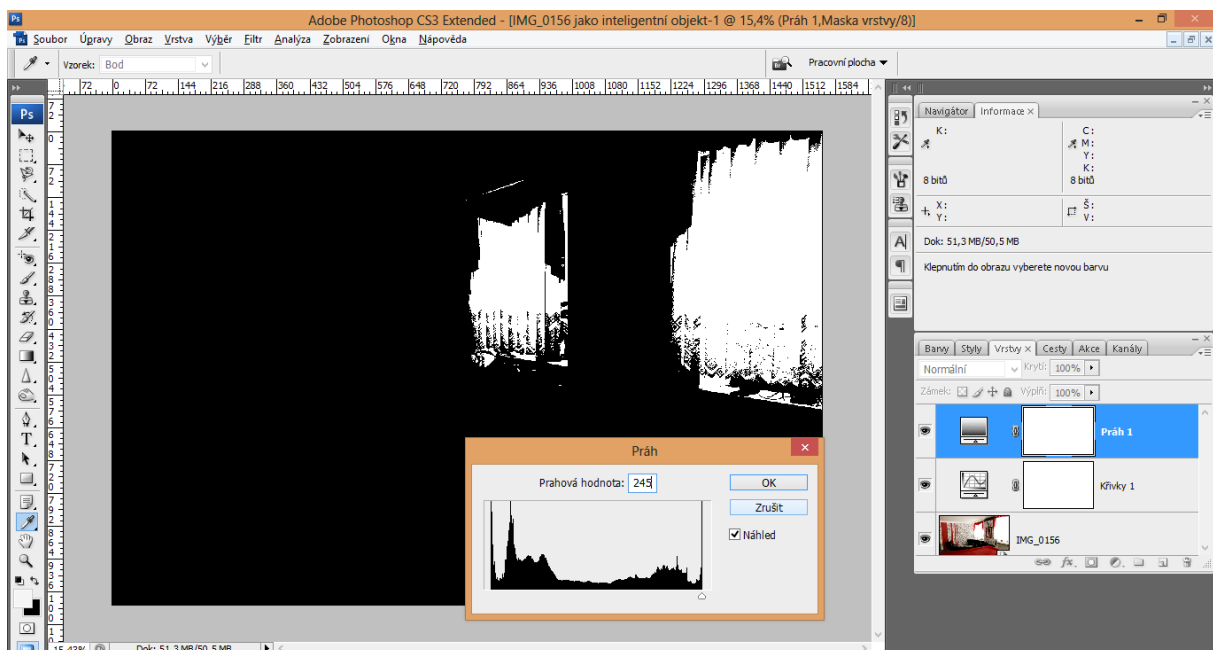 Ps Adobe Photoshop CS3 Extended - [IMG_0156 jako inteligentní objekt-1 @ 15,4% (Práh 1,Maska vrstvy/8)]
Soubor Úpravy Obraz Vrstva Výběr Filtr Analýza Zobrazení Okna Nápověda
Vzorek: Bod Pracovní plocha
72 0 72 144 216 288 360 432 504 576 648 720 792 864 936 1008 1080 1152 1224 1296 1368 1440 1512 1584
Ps
Navigátor Informace ×
K: C:
M:
Y:
K:
8 bitů 8 bitů
X: Š:
Y: V:
Dok: 51,3 MB/50,5 MB
Klepnutím do obrazu vyberete novou barvu
Barvy Styly Vrstvy × Cesty Akce Kanály
Normální Krytí: 100%
Zámek: Výplň: 100%
Práh 1
Křivky 1
IMG_0156
Práh
Prahová hodnota: 245
OK
Zrušit
Náhled
15,43% Dok: 51,3 MB/50,5 MB